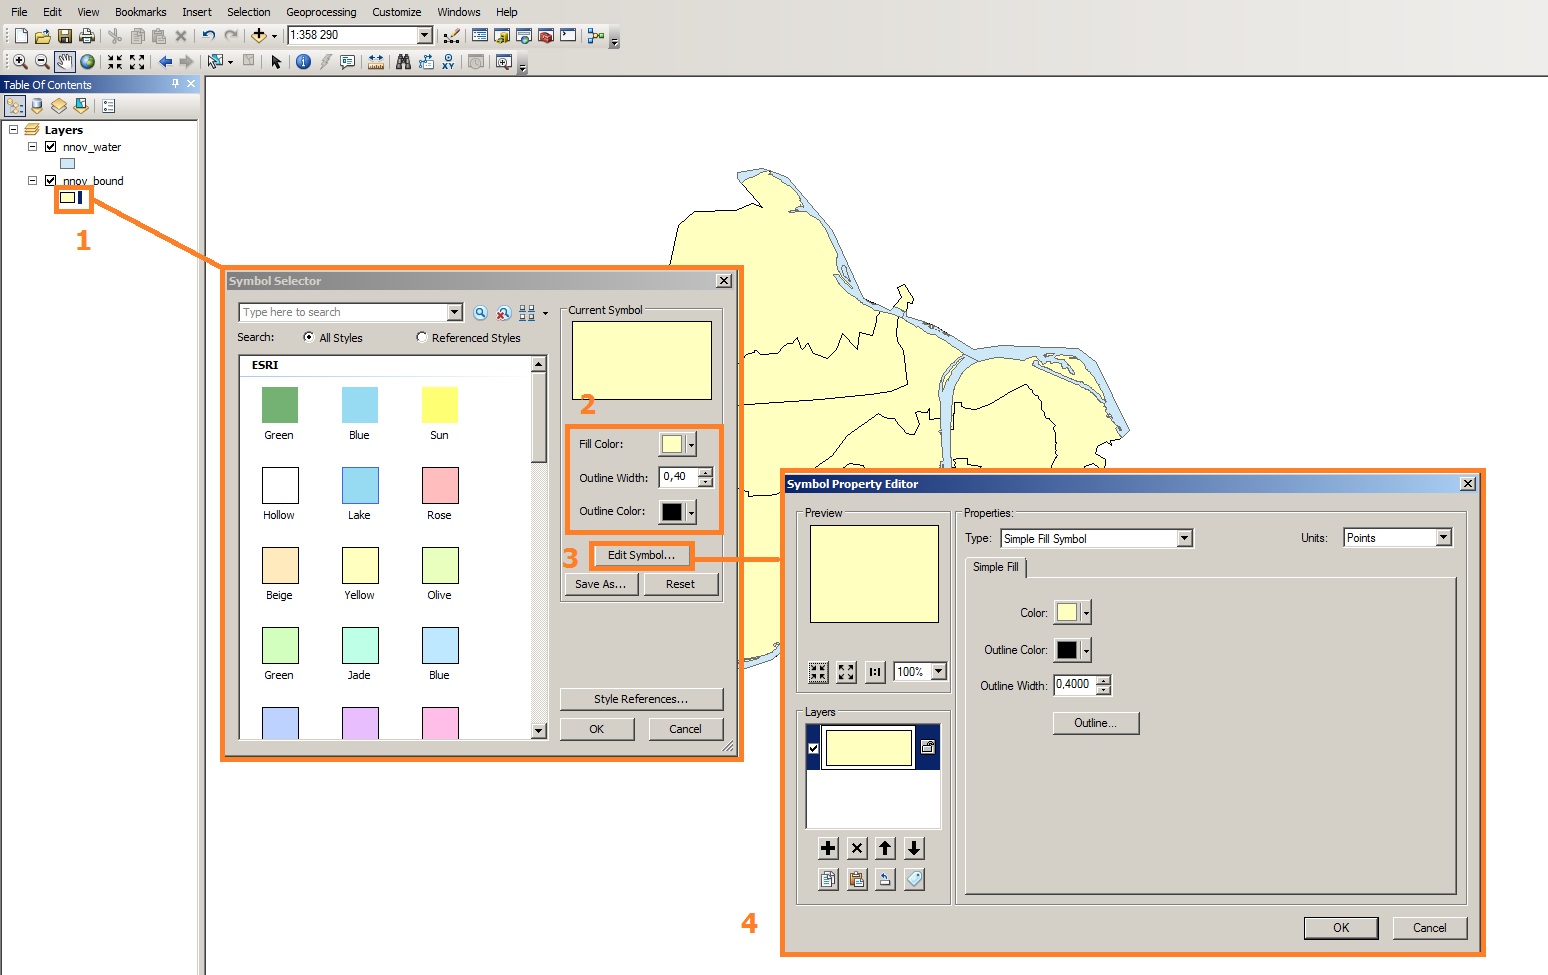 File Edit View Bookmarks Insert Selection Geoprocessing Customize Windows Help
1:358 290
Table Of Contents
Layers
nnov_water
nnov_bound
1
Symbol Selector
Type here to search
Search: All Styles Referenced Styles
ESRI
Green Blue Sun
Hollow Lake Rose
Beige Yellow Olive
Green Jade Blue
Current Symbol
2
Fill Color:
Outline Width: 0,40
Outline Color:
3 Edit Symbol...
Save As... Reset
Style References...
OK Cancel
4
Symbol Property Editor
Preview
1:1 100%
Layers
Properties:
Type: Simple Fill Symbol Units: Points
Simple Fill
Color:
Outline Color:
Outline Width: 0,4000
Outline...
OK Cancel